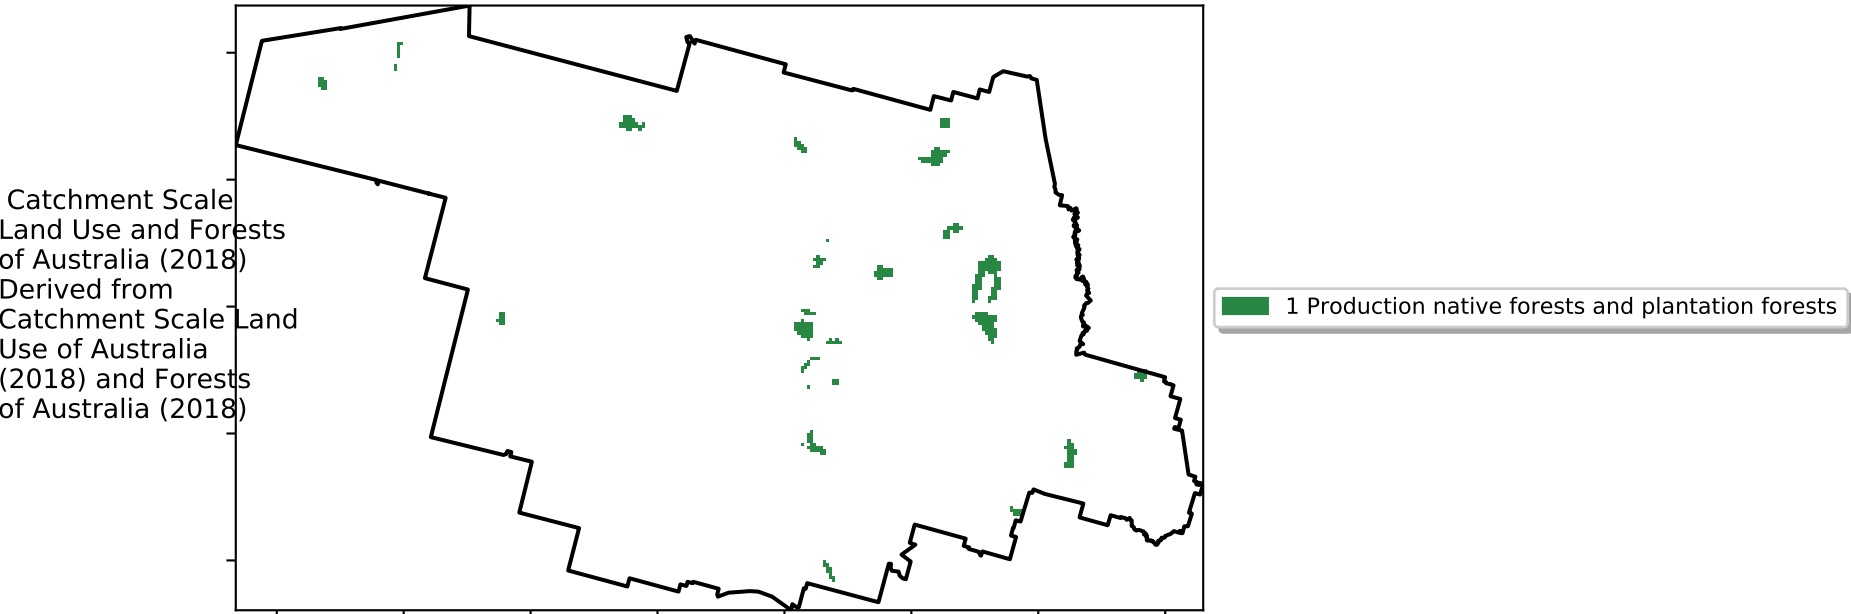 Catchment Scale
Land Use and Forests
of Australia (2018)
Derived from
Catchment Scale Land
Use of Australia
(2018) and Forests
of Australia (2018)
1 Production native forests and plantation forests